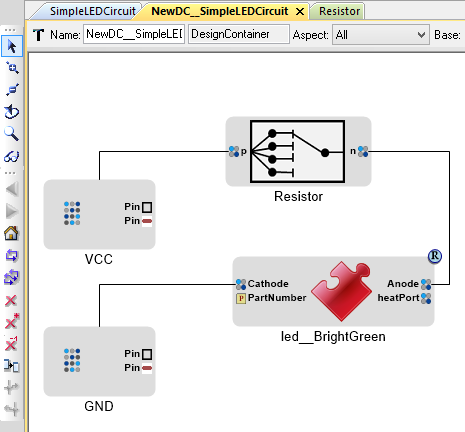 SimpleLEDCircuit NewDC__SimpleLEDCircuit × Resistor
T Name: NewDC__SimpleLED DesignContainer Aspect: All Base:
p n
Resistor
Pin
Pin
VCC
R
Cathode Anode
P PartNumber heatPort
led__BrightGreen
Pin
Pin
GND